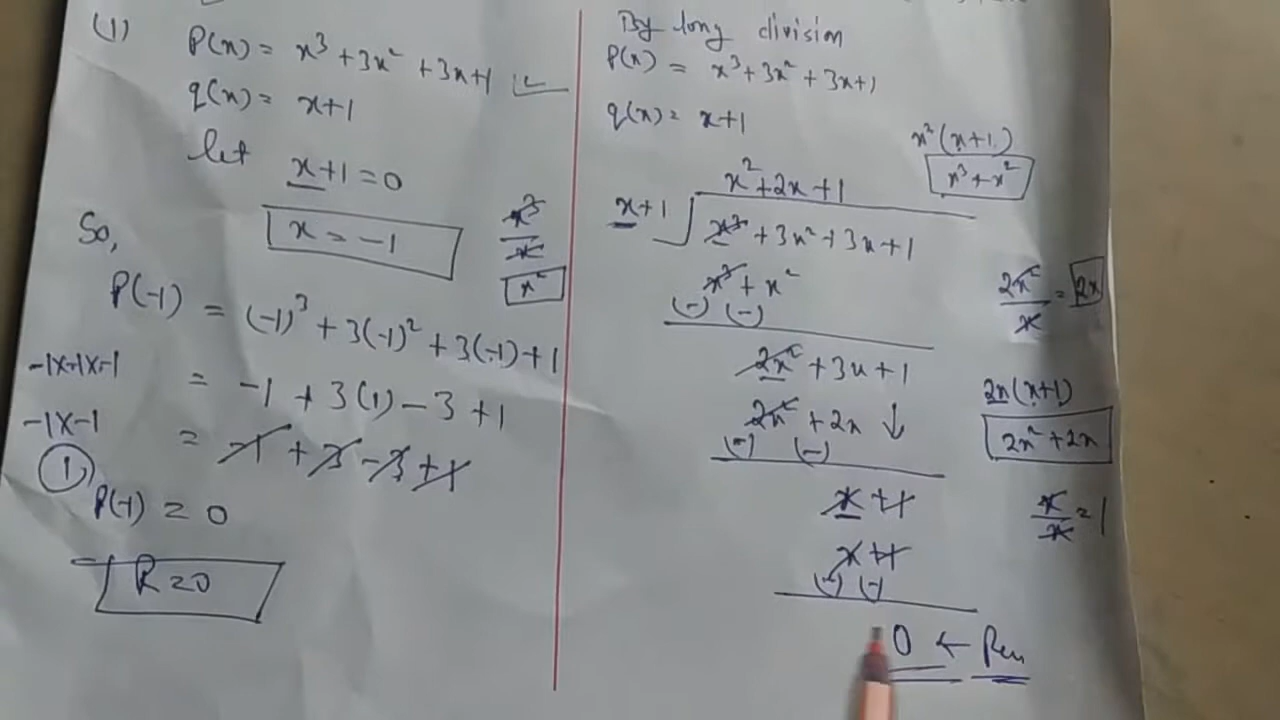 (1)
P(x) = x³ + 3x² + 3x+1
q(x) = x+1
let x+1 = 0
x = -1
So,
P(-1) = (-1)³ + 3(-1)² + 3(-1)+1
-1x-1x-1
= -1 + 3(1) - 3 + 1
-1x-1
= -1 + 3 - 3 + 1
1
P(-1) = 0
R = 0
x³/x
x²
By long division
P(x) = x³+3x²+3x+1
q(x) = x+1
x²(x+1)
x³+x²
x²+2x+1
x+1 x³+3x²+3x+1
x³+x²
(-) (-)
2x²/x = 2x
2x²+3x+1
2x(x+1)
2x²+2x ↓
2x²+2x
(-) (-)
x+1
x/x = 1
x+1
(-) (-)
0 ← Rem